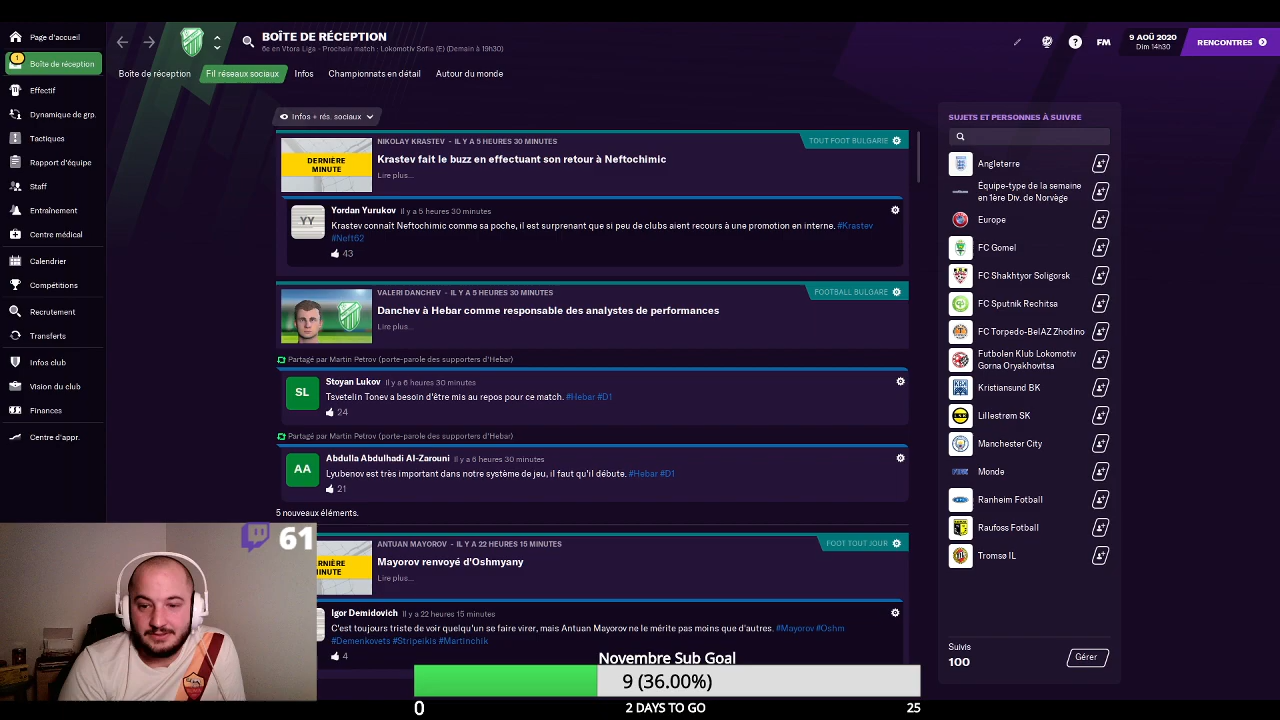 Page d'accueil
1
Boîte de réception
Effectif
Dynamique de grp.
Tactiques
Rapport d'équipe
Staff
Entraînement
Centre médical
Calendrier
Compétitions
Recrutement
Transferts
Infos club
Vision du club
Finances
Centre d'appr.
BOÎTE DE RÉCEPTION
6e en Vtora Liga - Prochain match : Lokomotiv Sofia (E) (Demain à 19h30)
? FM
9 AOÛ 2020
Dim 14h30
RENCONTRES
Boîte de réception Fil réseaux sociaux Infos Championnats en détail Autour du monde
Infos + rés. sociaux
DERNIÈRE
MINUTE
NIKOLAY KRASTEV - IL Y A 5 HEURES 30 MINUTES
TOUT FOOT BULGARIE
Krastev fait le buzz en effectuant son retour à Neftochimic
Lire plus...
YY
Yordan Yurukov Il y a 5 heures 30 minutes
Krastev connaît Neftochimic comme sa poche, il est surprenant que si peu de clubs aient recours à une promotion en interne. #Krastev
#Neft62
43
VALERI DANCHEV - IL Y A 5 HEURES 30 MINUTES
FOOTBALL BULGARE
Danchev à Hebar comme responsable des analystes de performances
Lire plus...
Partagé par Martin Petrov (porte-parole des supporters d'Hebar)
SL
Stoyan Lukov Il y a 6 heures 30 minutes
Tsvetelin Tonev a besoin d'être mis au repos pour ce match. #Hebar #D1
24
Partagé par Martin Petrov (porte-parole des supporters d'Hebar)
AA
Abdulla Abdulhadi Al-Zarouni Il y a 6 heures 30 minutes
Lyubenov est très important dans notre système de jeu, il faut qu'il débute. #Hebar #D1
21
5 nouveaux éléments.
RNIÈRE
INUTE
ANTUAN MAYOROV - IL Y A 22 HEURES 15 MINUTES
FOOT TOUT JOUR
Mayorov renvoyé d'Oshmyany
Lire plus...
Igor Demidovich Il y a 22 heures 15 minutes
C'est toujours triste de voir quelqu'un se faire virer, mais Antuan Mayorov ne le mérite pas moins que d'autres. #Mayorov #Oshm
#Demenkovets #Stripeikis #Martinchik
4
SUJETS ET PERSONNES À SUIVRE
Angleterre
Équipe-type de la semaine
en 1ère Div. de Norvège
Europe
FC Gomel
FC Shakhtyor Soligorsk
FC Sputnik Rechitsa
FC Torpedo-BelAZ Zhodino
Futbolen Klub Lokomotiv
Gorna Oryakhovitsa
Kristiansund BK
Lillestrøm SK
Manchester City
Monde
Ranheim Fotball
Raufoss Fotball
Tromsø IL
Suivis
100
Gérer
61
Novembre Sub Goal
9 (36.00%)
0
2 DAYS TO GO
25